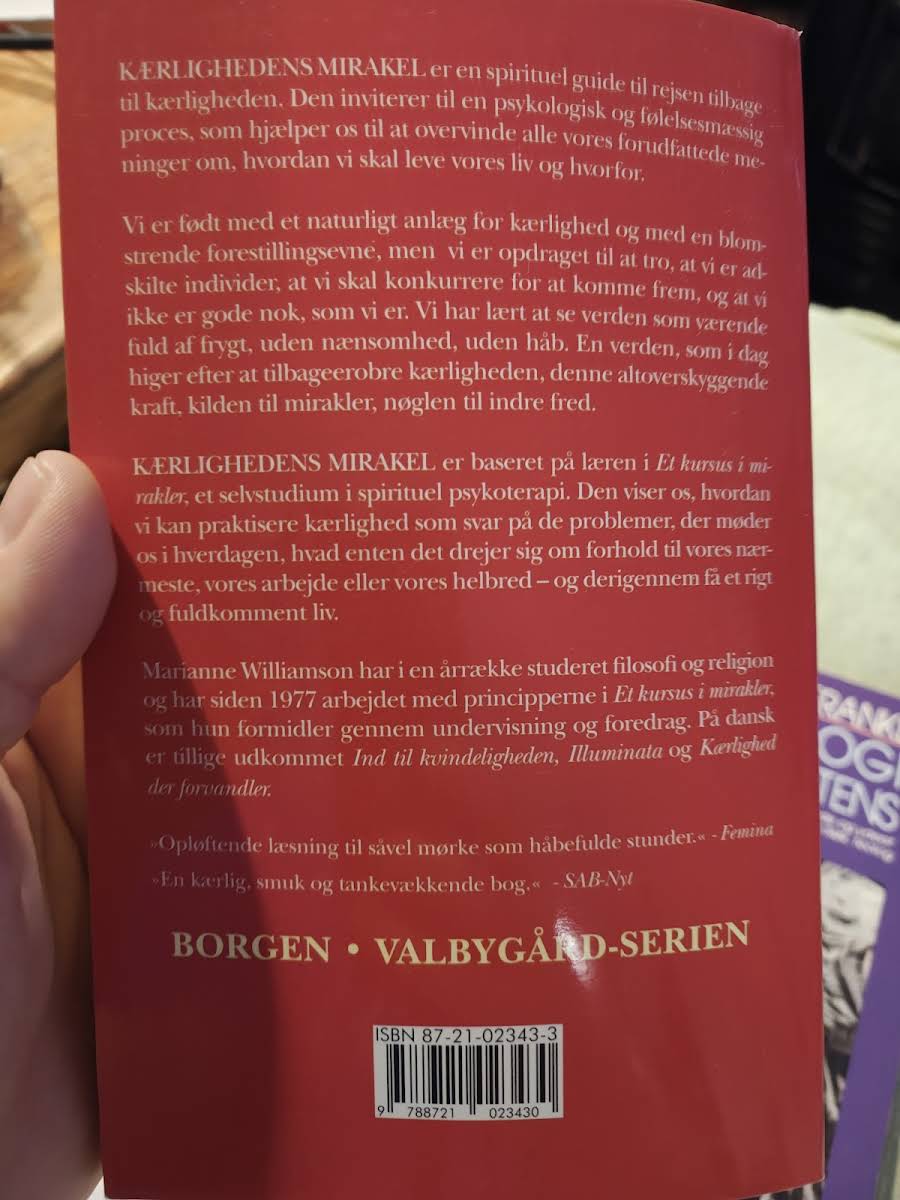 KÆRLIGHEDENS MIRAKEL er en spirituel guide til rejsen tilbage
til kærligheden. Den inviterer til en psykologisk og følelsesmæssig
proces, som hjælper os til at overvinde alle vores forudfattede me-
ninger om, hvordan vi skal leve vores liv og hvorfor.
Vi er født med et naturligt anlæg for kærlighed og med en blom-
strende forestillingsevne, men vi er opdraget til at tro, at vi er ad-
skilte individer, at vi skal konkurrere for at komme frem, og at vi
ikke er gode nok, som vi er. Vi har lært at se verden som værende
fuld af frygt, uden nænsomhed, uden håb. En verden, som i dag
higer efter at tilbageerobre kærligheden, denne altoverskyggende
kraft, kilden til mirakler, nøglen til indre fred.
KÆRLIGHEDENS MIRAKEL er baseret på læren i Et kursus i mi-
rakler, et selvstudium i spirituel psykoterapi. Den viser os, hvordan
vi kan praktisere kærlighed som svar på de problemer, der møder
os i hverdagen, hvad enten det drejer sig om forhold til vores nær-
meste, vores arbejde eller vores helbred – og derigennem få et rigt
og fuldkomment liv.
Marianne Williamson har i en årrække studeret filosofi og religion
og har siden 1977 arbejdet med principperne i Et kursus i mirakler,
som hun formidler gennem undervisning og foredrag. På dansk
er tillige udkommet Ind til kvindeligheden, Illuminata og Kærlighed
der forvandler.
»Opløftende læsning til såvel mørke som håbefulde stunder.« - Femina
»En kærlig, smuk og tankevækkende bog.« - SAB-Nyt
BORGEN • VALBYGÅRD-SERIEN
ISBN 87-21-02343-3
9 788721 023430
RANK
OGI
TENS